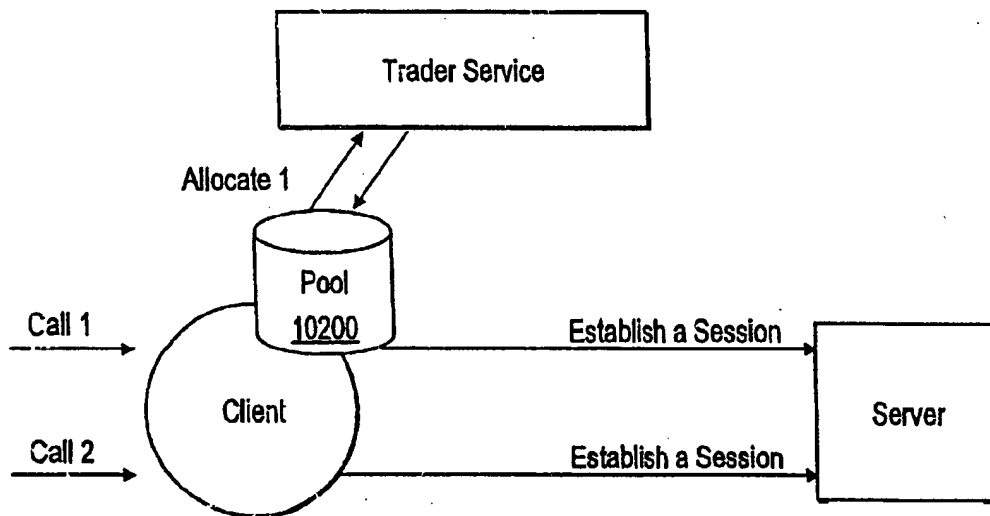 Trader Service
Allocate 1
Pool
10200
Call 1
Establish a Session
Client
Server
Call 2
Establish a Session